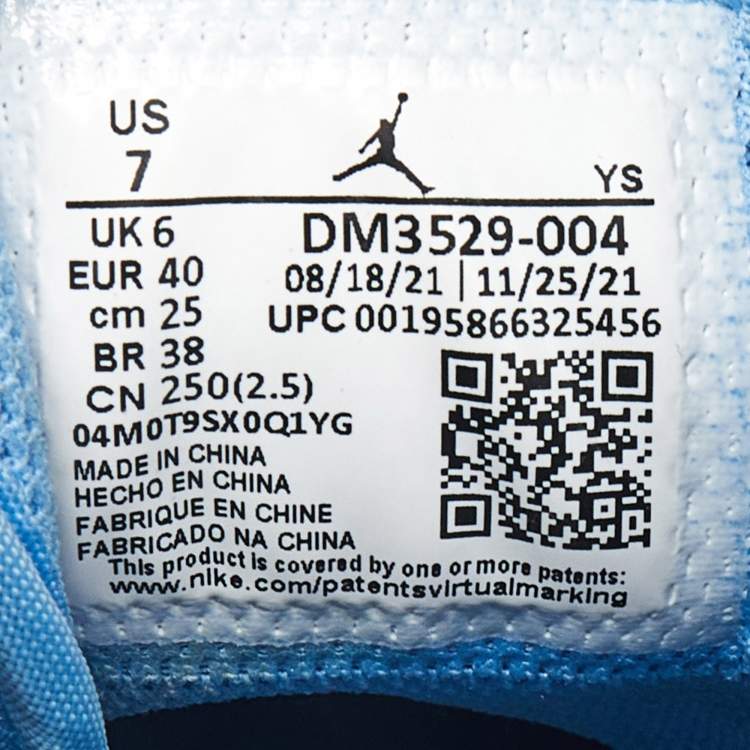 US
7
YS
UK 6
EUR 40
cm 25
BR 38
CN 250(2.5)
DM3529-004
08/18/21 | 11/25/21
UPC 00195866325456
04M0T9SX0Q1YG
MADE IN CHINA
HECHO EN CHINA
FABRIQUE EN CHINE
FABRICADO NA CHINA
This product is covered by one or more patents:
www.nike.com/patentsvirtualmarking